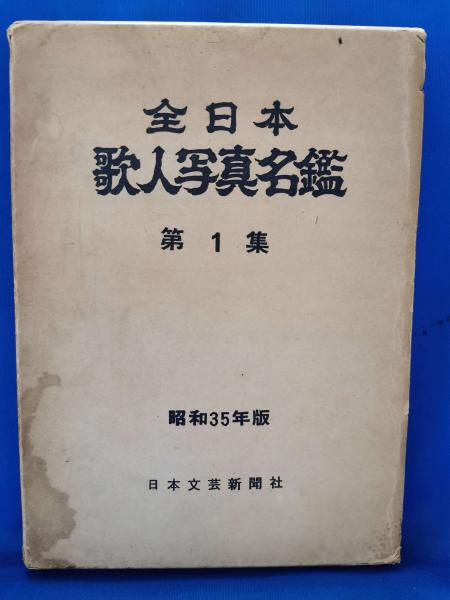 全日本
歌人写真名鑑
第1集
昭和35年版
日本文芸新聞社